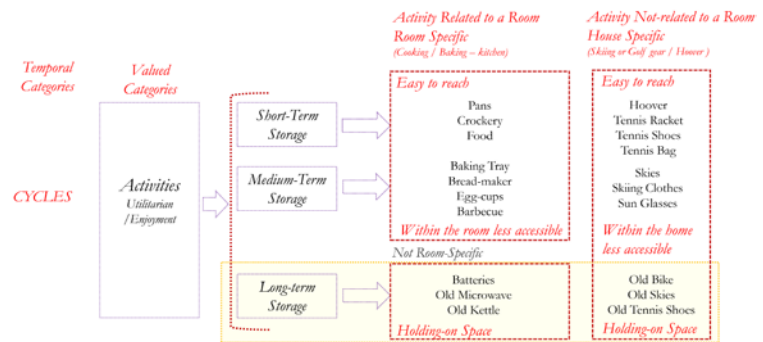 Activity Related to a Room
Room Specific
(Cooking / Baking – kitchen)
Activity Not-related to a Room
House Specific
(Skiing or Golf gear / Hoover )
Temporal
Categories
Valued
Categories
CYCLES
Activities
Utilitarian
/Enjoyment
Short-Term
Storage
Medium-Term
Storage
Long-term
Storage
Easy to reach
Pans
Crockery
Food
Baking Tray
Bread-maker
Egg-cups
Barbecue
Within the room less accessible
Not Room-Specific
Batteries
Old Microwave
Old Kettle
Holding-on Space
Easy to reach
Hoover
Tennis Racket
Tennis Shoes
Tennis Bag
Skies
Skiing Clothes
Sun Glasses
Within the home
less accessible
Old Bike
Old Skies
Old Tennis Shoes
Holding-on Space